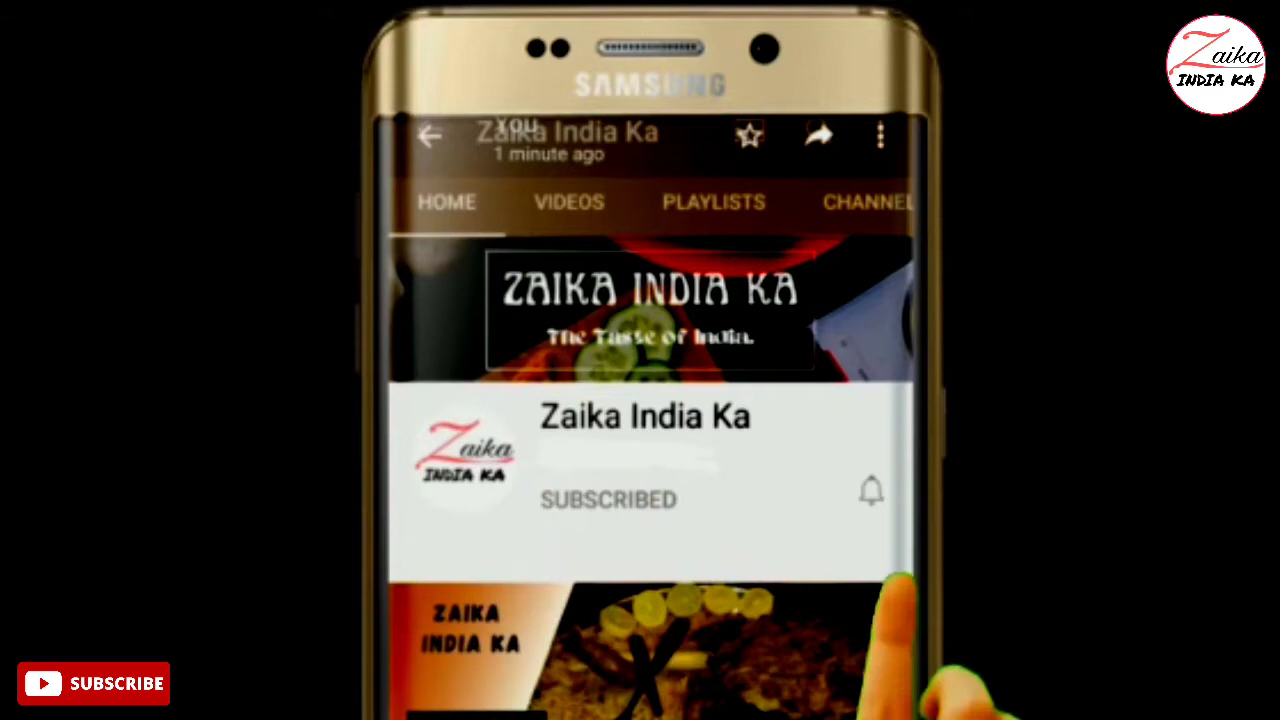 Zaika
INDIA KA
SAMSUNG
YOU
Zaika India Ka
1 minute ago
HOME VIDEOS PLAYLISTS CHANNEL
ZAIKA INDIA KA
The Taste of India.
Zaika India Ka
Zaika
INDIA KA
SUBSCRIBED
ZAIKA
INDIA KA
SUBSCRIBE